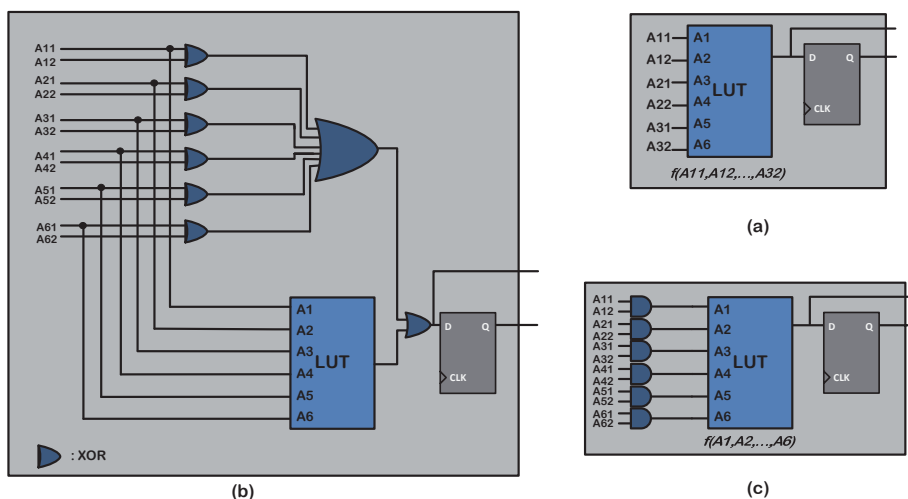 A11
A12
A21
A22
A31
A32
A41
A42
A51
A52
A61
A62
A1
A2
A3
LUT
A4
A5
A6
D Q
CLK
: XOR
(b)
A11 A1
A12 A2
A21 A3
LUT
A22 A4
A31 A5
A32 A6
D Q
CLK
f(A11,A12,...,A32)
(a)
A11
A12
A21
A22
A31
A32
A41
A42
A51
A52
A61
A62
A1
A2
A3
LUT
A4
A5
A6
D Q
CLK
f(A1,A2,...,A6)
(c)